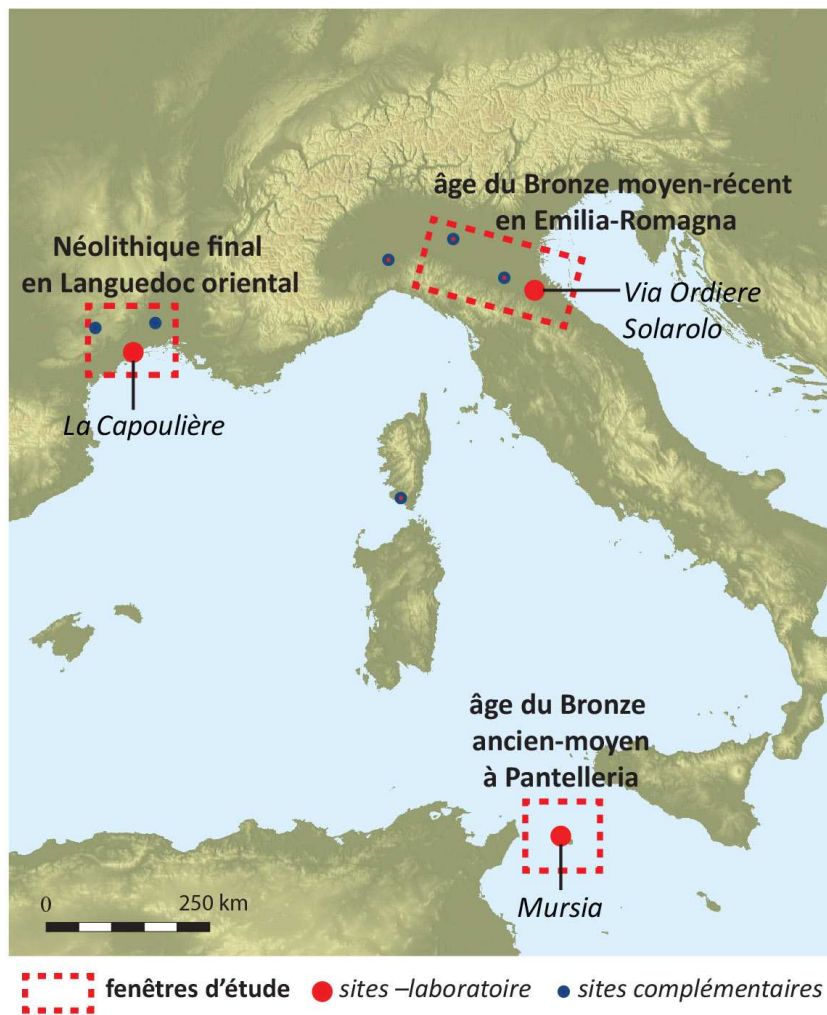 âge du Bronze moyen-récent
en Emilia-Romagna
Néolithique final
en Languedoc oriental
Via Ordiere
Solarolo
La Capoulière
âge du Bronze
ancien-moyen
à Pantelleria
Mursia
0 250 km
fenêtres d'étude sites –laboratoire sites complémentaires